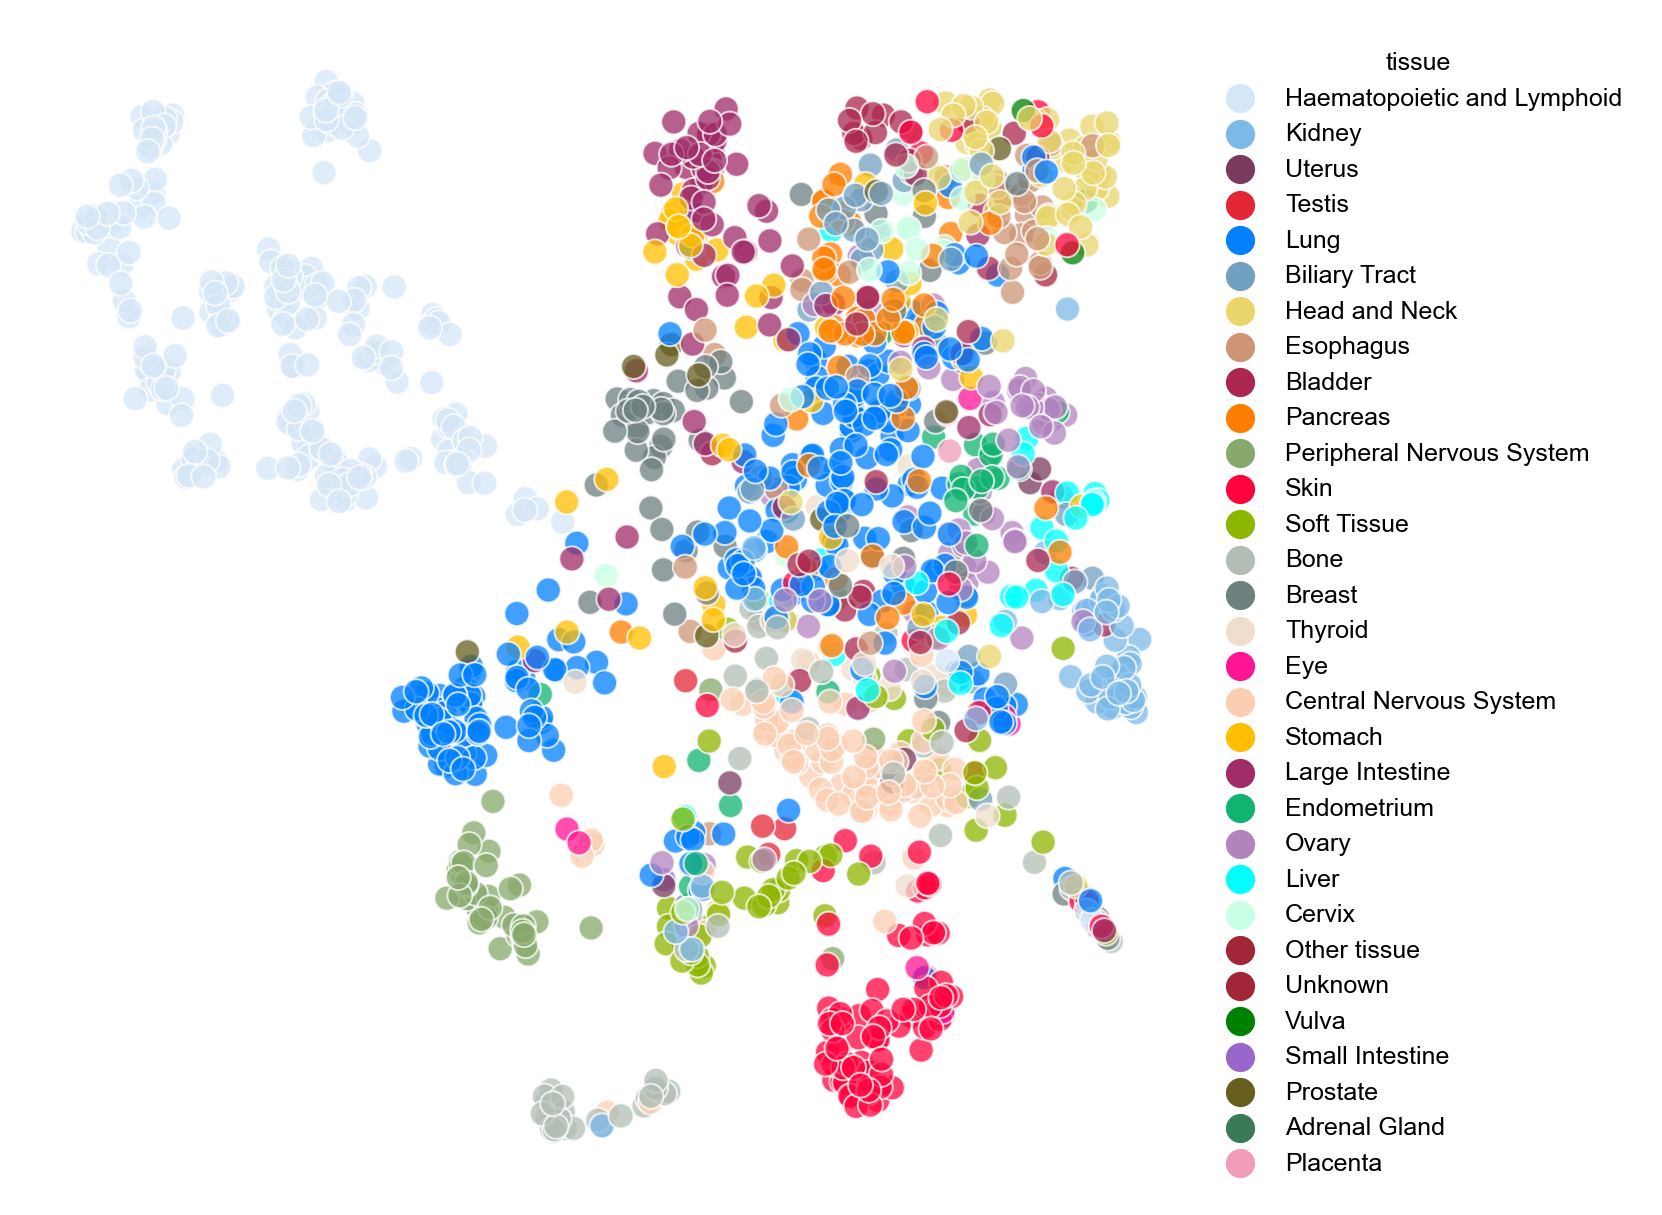 tissue
Haematopoietic and Lymphoid
Kidney
Uterus
Testis
Lung
Biliary Tract
Head and Neck
Esophagus
Bladder
Pancreas
Peripheral Nervous System
Skin
Soft Tissue
Bone
Breast
Thyroid
Eye
Central Nervous System
Stomach
Large Intestine
Endometrium
Ovary
Liver
Cervix
Other tissue
Unknown
Vulva
Small Intestine
Prostate
Adrenal Gland
Placenta